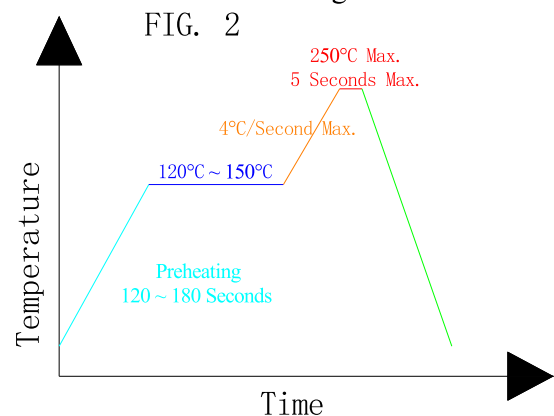 FIG. 2
250°C Max.
5 Seconds Max.
4°C/Second Max.
120°C ~ 150°C
Preheating
120 ~ 180 Seconds
Temperature
Time